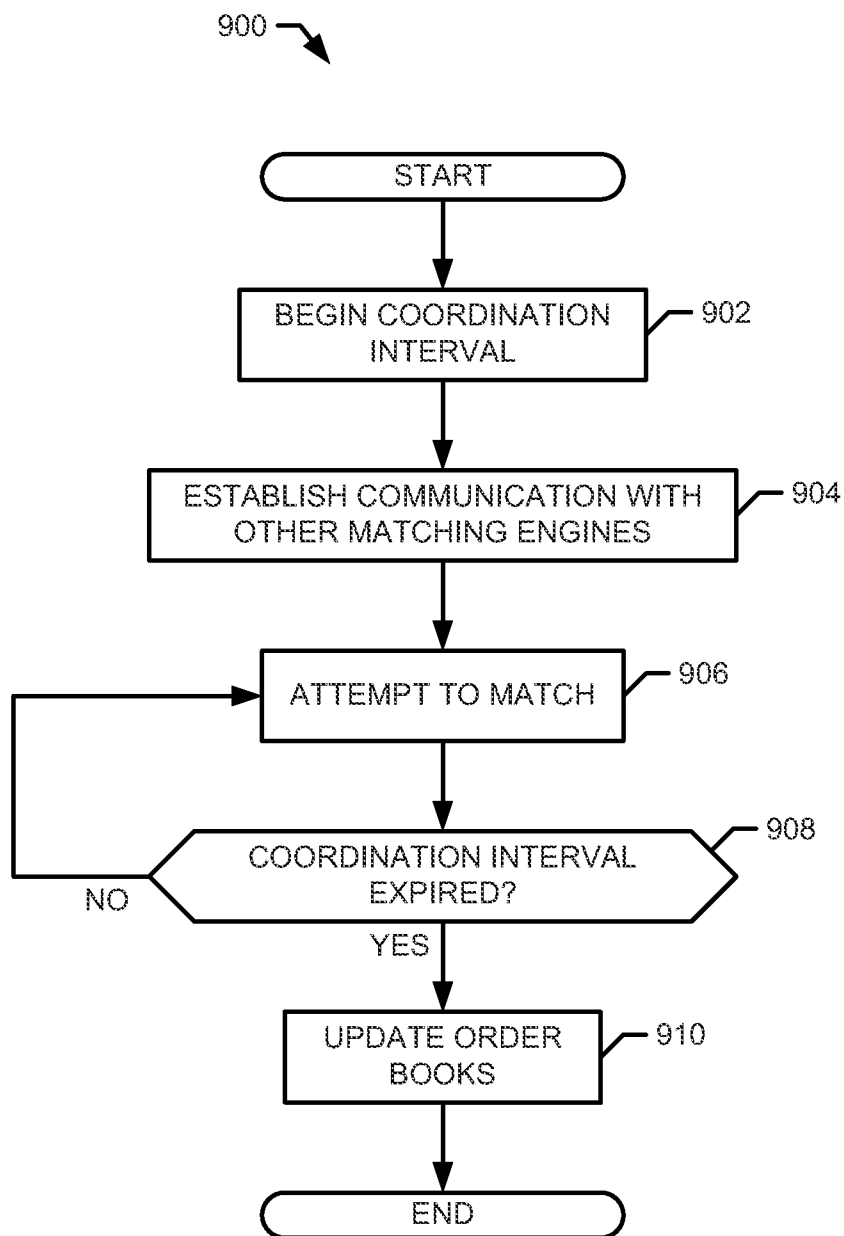 900
START
BEGIN COORDINATION
INTERVAL
902
ESTABLISH COMMUNICATION WITH
OTHER MATCHING ENGINES
904
ATTEMPT TO MATCH
906
COORDINATION INTERVAL
EXPIRED?
908
NO
YES
UPDATE ORDER
BOOKS
910
END